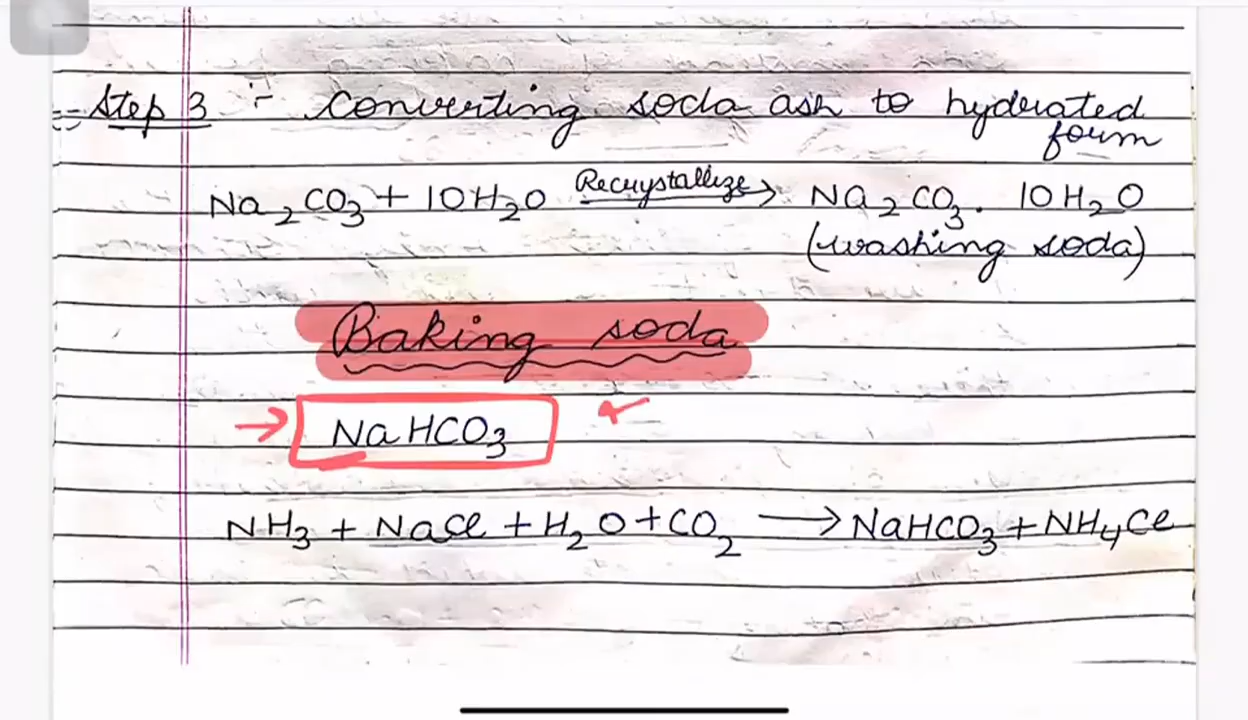 Step 3 :- Converting soda ash to hydrated form
Na₂CO₃ + 10H₂O Recrystallize → Na₂CO₃. 10H₂O
(washing soda)
Baking soda
→ NaHCO₃
NH₃ + NaCl + H₂O + CO₂ → NaHCO₃ + NH₄Cl